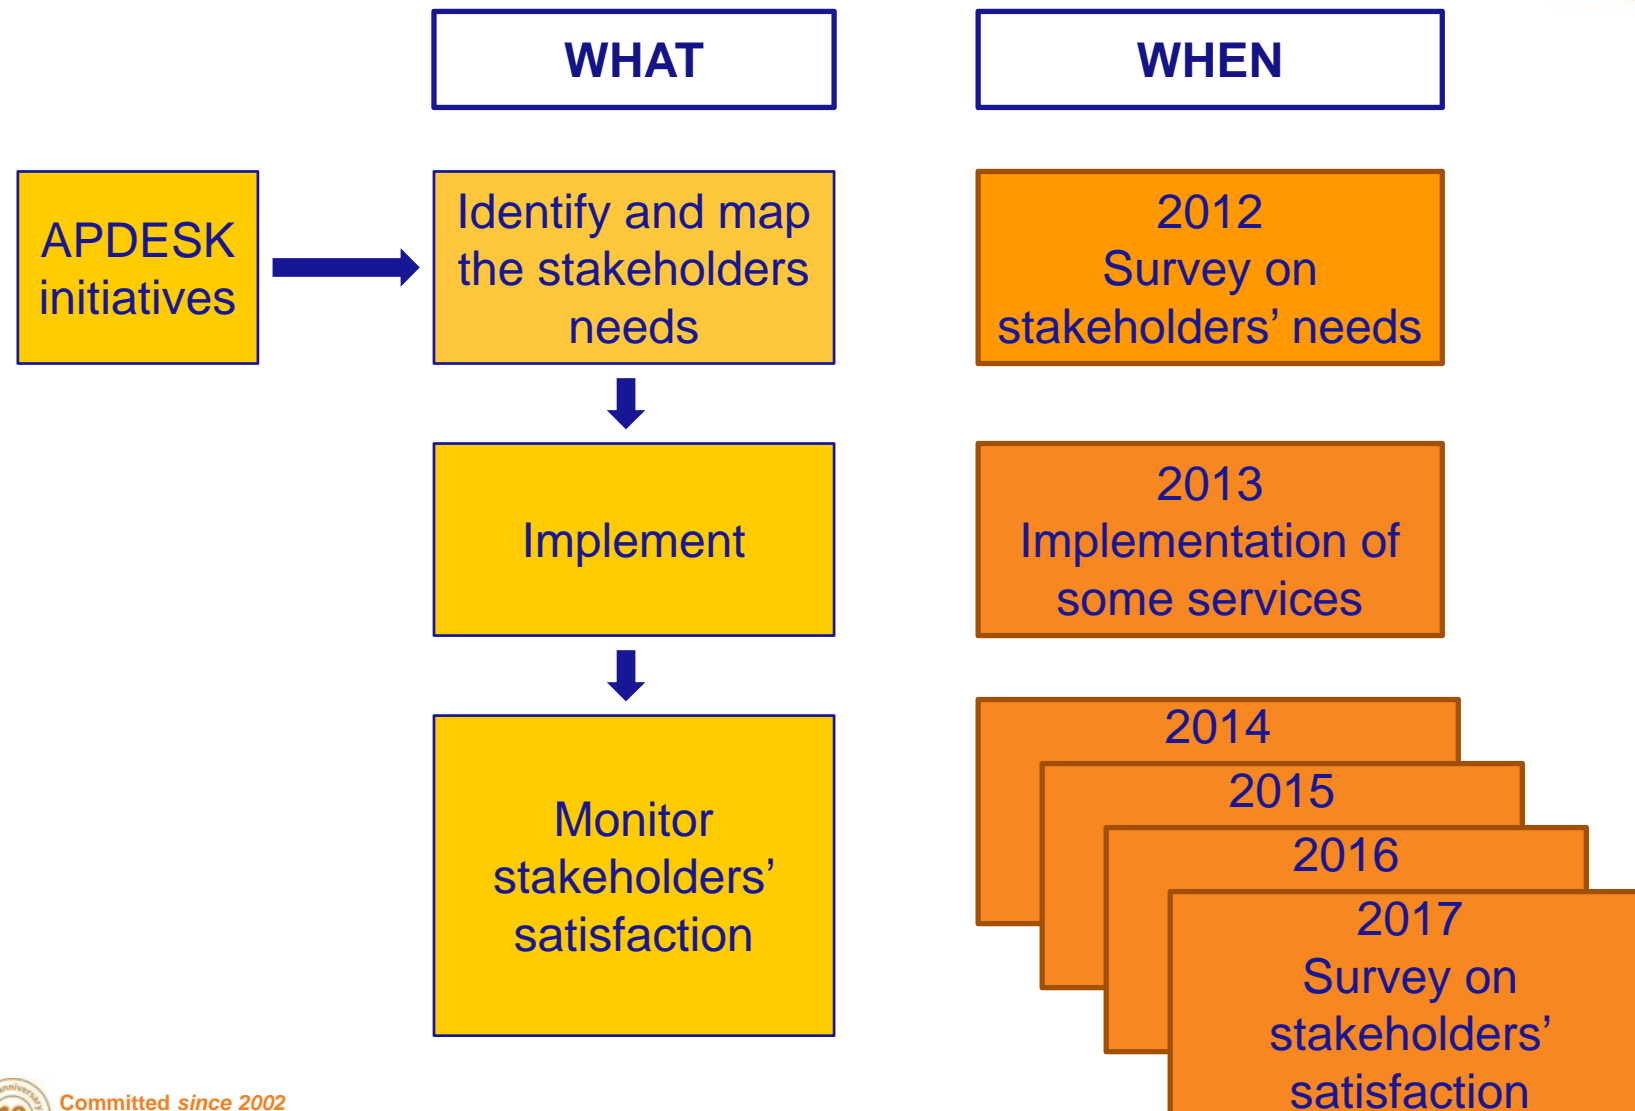 WHAT
WHEN
APDESK
initiatives
Identify and map
the stakeholders
needs
2012
Survey on
stakeholders’ needs
Implement
2013
Implementation of
some services
Monitor
stakeholders’
satisfaction
2014
2015
2016
2017
Survey on
stakeholders’
satisfaction
anniversary
Committed since 2002